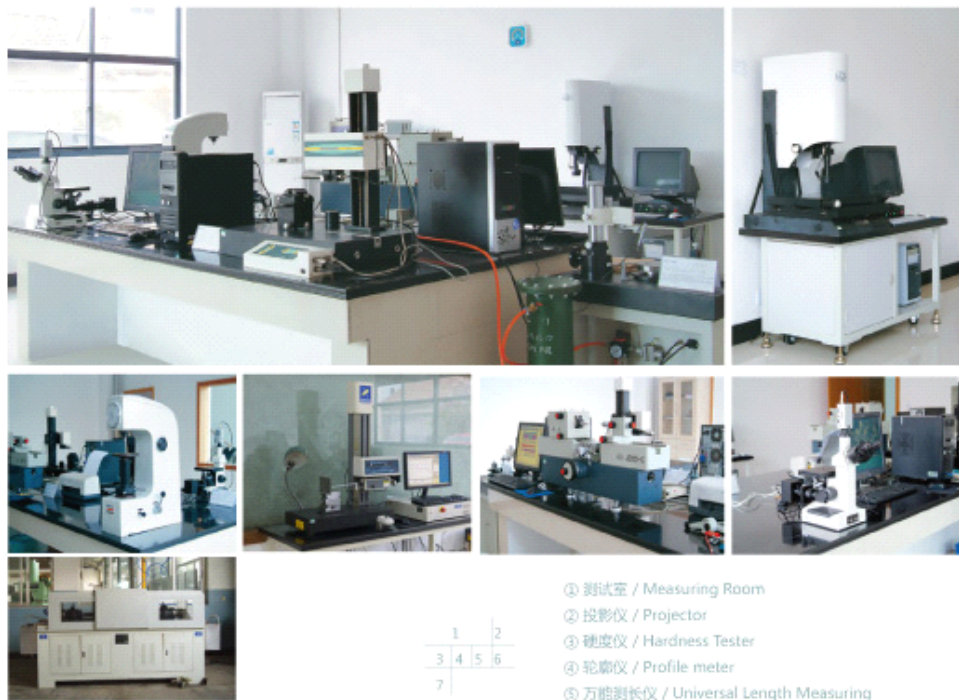 ① 测试室 / Measuring Room
② 投影仪 / Projector
1 2
③ 硬度仪 / Hardness Tester
3 4 5 6
④ 轮廓仪 / Profile meter
7
⑤ 万能测长仪 / Universal Length Measuring